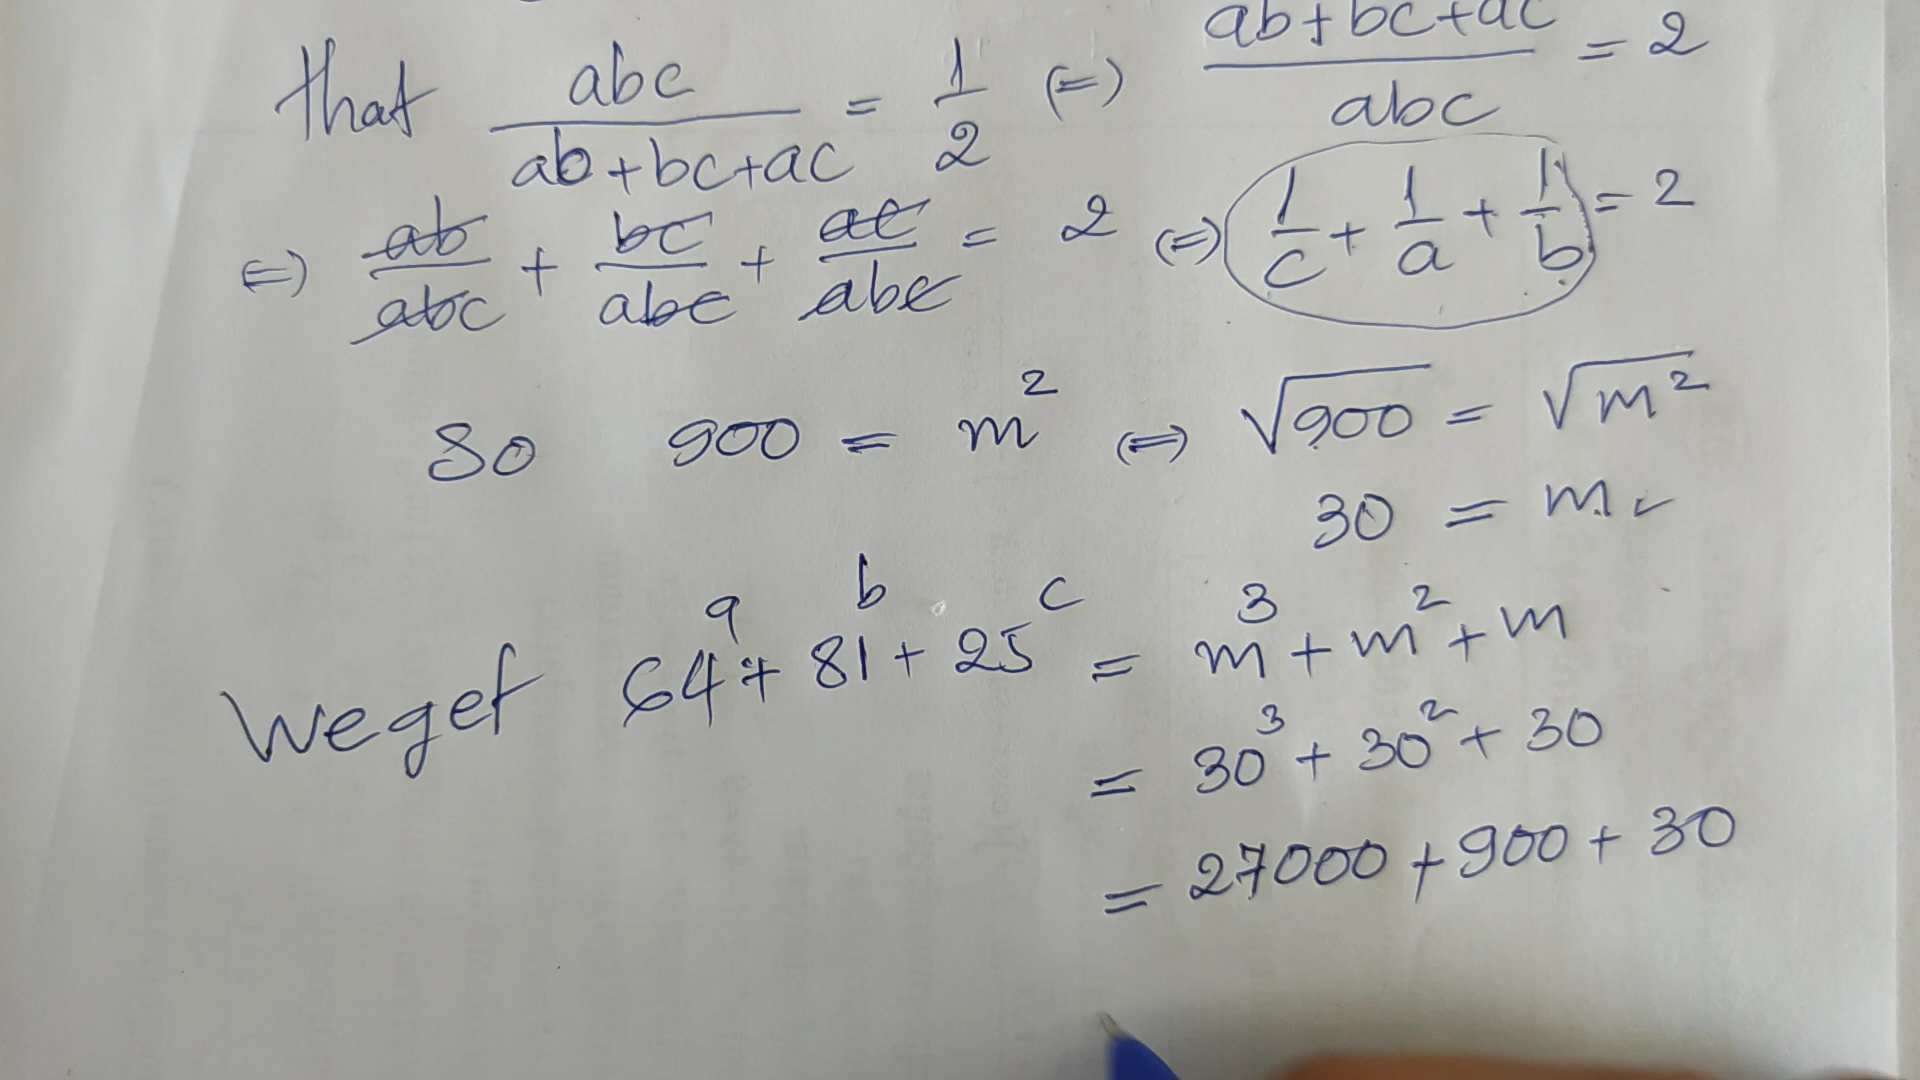 that abc/(ab+bc+ac) = 1/2 (=) (ab+bc+ac)/abc = 2
(=) ab/abc + bc/abc + ac/abc = 2 (=) 1/c + 1/a + 1/b = 2
So 900 = m² (=) √900 = √m²
30 = m
We get 64^a + 81^b + 25^c = m³ + m² + m
= 30³ + 30² + 30
= 27000 + 900 + 30